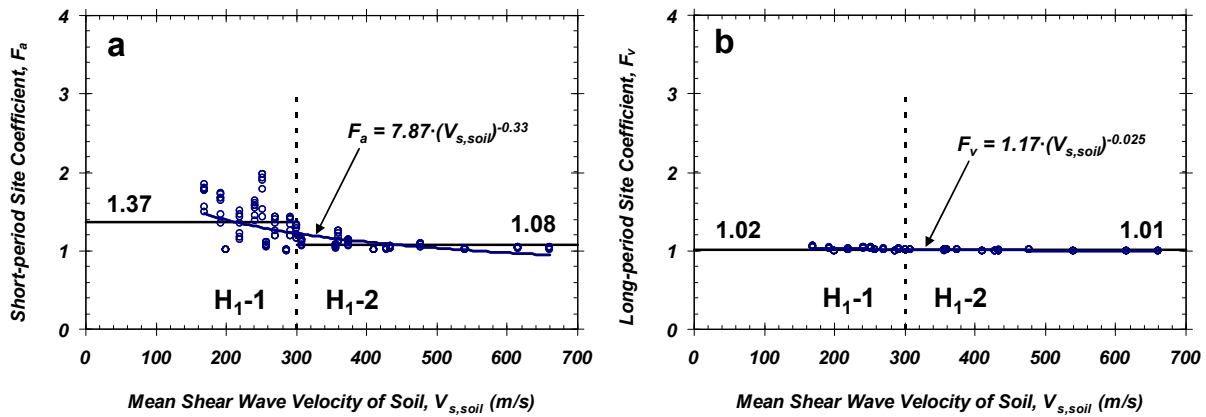 a
Short-period Site Coefficient, Fₐ
4
3
2
1
0
Fₐ = 7.87·(Vₛ,ₛₒᵢₗ)⁻⁰·³³
1.37
1.08
H₁-1
H₁-2
0 100 200 300 400 500 600 700
Mean Shear Wave Velocity of Soil, Vₛ,ₛₒᵢₗ (m/s)
b
Long-period Site Coefficient, Fᵥ
4
3
2
1
0
Fᵥ = 1.17·(Vₛ,ₛₒᵢₗ)⁻⁰·⁰²⁵
1.02
1.01
H₁-1
H₁-2
0 100 200 300 400 500 600 700
Mean Shear Wave Velocity of Soil, Vₛ,ₛₒᵢₗ (m/s)